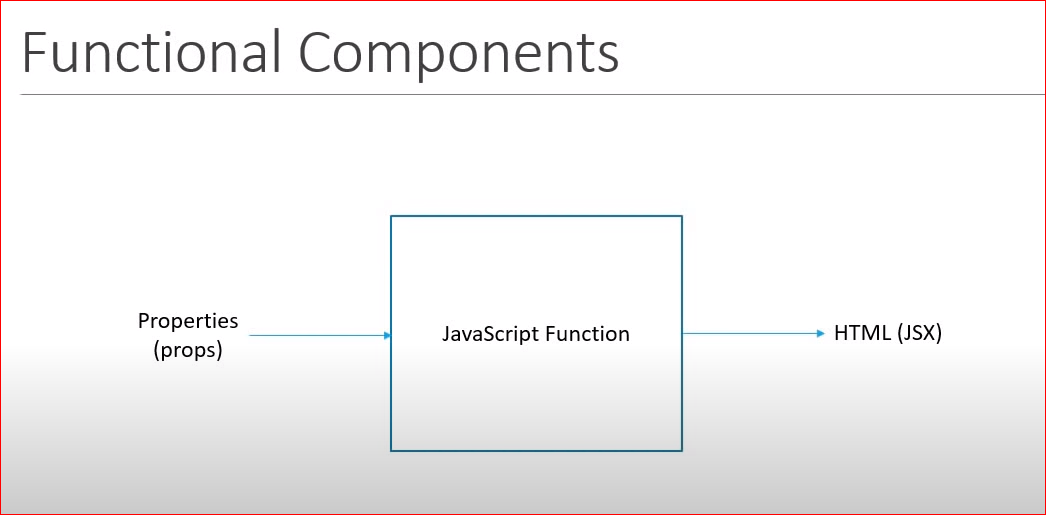 Functional Components
Properties
(props)
JavaScript Function
HTML (JSX)